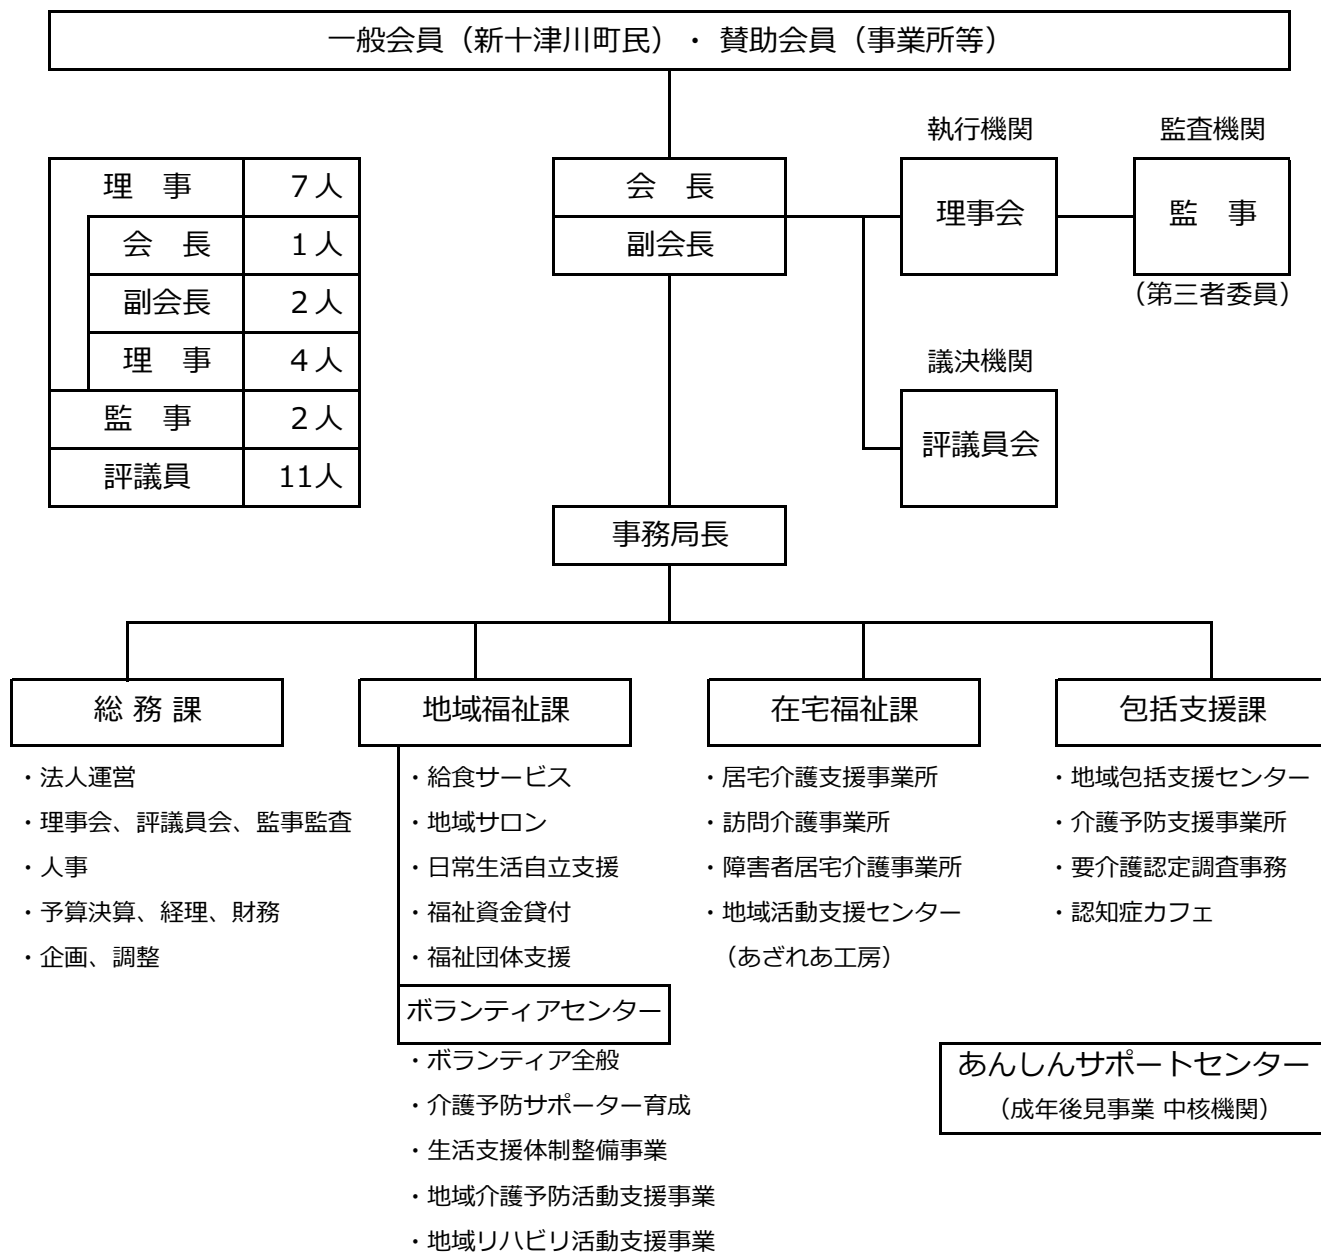 一般会員（新十津川町民）・ 賛助会員（事業所等）
執行機関
監査機関
理　事 7人
会　長 1人
副会長 2人
理　事 4人
監　事 2人
評議員 11人
会　長
副会長
理事会
監　事
（第三者委員）
議決機関
評議員会
事務局長
総 務 課
・法人運営
・理事会、評議員会、監事監査
・人事
・予算決算、経理、財務
・企画、調整
地域福祉課
・給食サービス
・地域サロン
・日常生活自立支援
・福祉資金貸付
・福祉団体支援
ボランティアセンター
・ボランティア全般
・介護予防サポーター育成
・生活支援体制整備事業
・地域介護予防活動支援事業
・地域リハビリ活動支援事業
在宅福祉課
・居宅介護支援事業所
・訪問介護事業所
・障害者居宅介護事業所
・地域活動支援センター
（あざれあ工房）
包括支援課
・地域包括支援センター
・介護予防支援事業所
・要介護認定調査事務
・認知症カフェ
あんしんサポートセンター
（成年後見事業 中核機関）